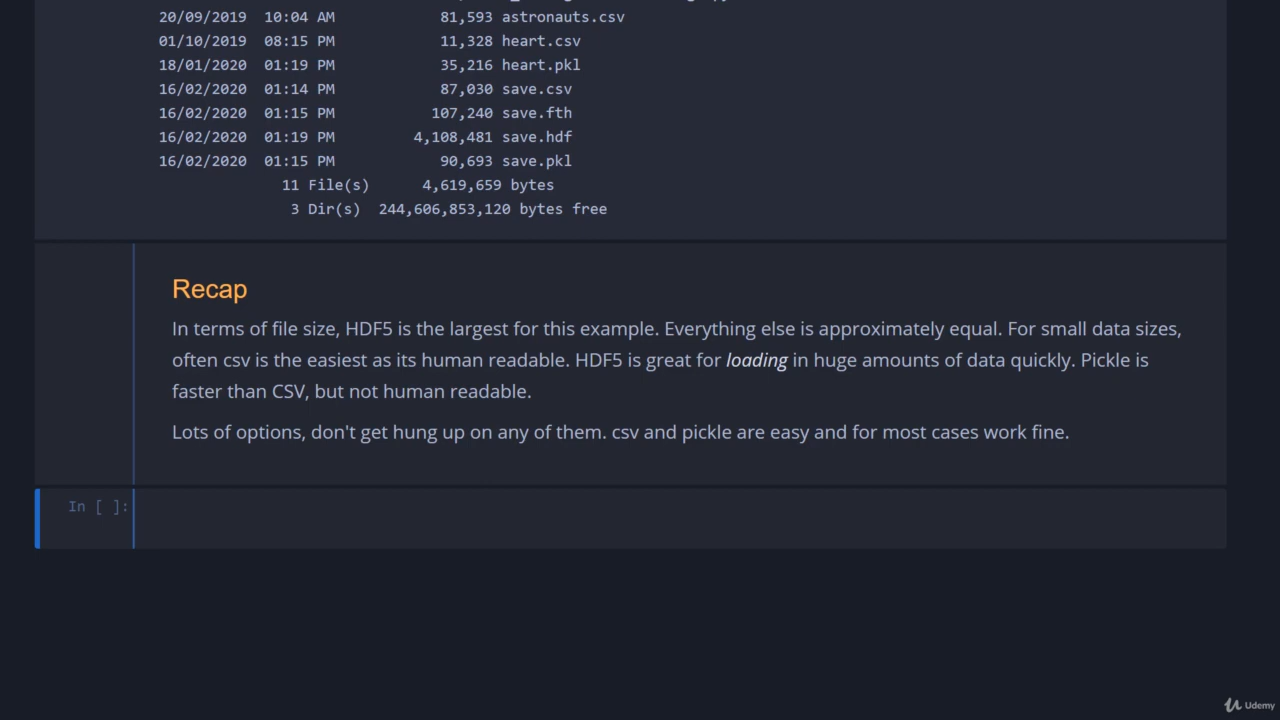 20/09/2019  10:04 AM            81,593 astronauts.csv
01/10/2019  08:15 PM            11,328 heart.csv
18/01/2020  01:19 PM            35,216 heart.pkl
16/02/2020  01:14 PM            87,030 save.csv
16/02/2020  01:15 PM           107,240 save.fth
16/02/2020  01:19 PM         4,108,481 save.hdf
16/02/2020  01:15 PM            90,693 save.pkl
11 File(s)      4,619,659 bytes
3 Dir(s)  244,606,853,120 bytes free
Recap
In terms of file size, HDF5 is the largest for this example. Everything else is approximately equal. For small data sizes,
often csv is the easiest as its human readable. HDF5 is great for loading in huge amounts of data quickly. Pickle is
faster than CSV, but not human readable.
Lots of options, don't get hung up on any of them. csv and pickle are easy and for most cases work fine.
In [ ]:
Udemy